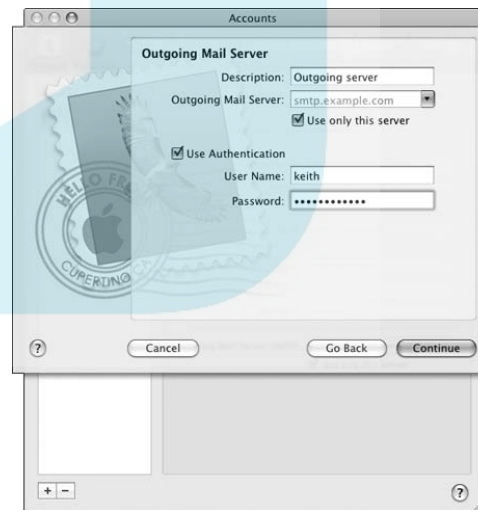 Accounts
Outgoing Mail Server
Description: Outgoing server
Outgoing Mail Server: smtp.example.com
Use only this server
Use Authentication
User Name: keith
Password: ••••••••••••
HELLO FR
CUPERTINO CA
? Cancel Go Back Continue
+ − ?